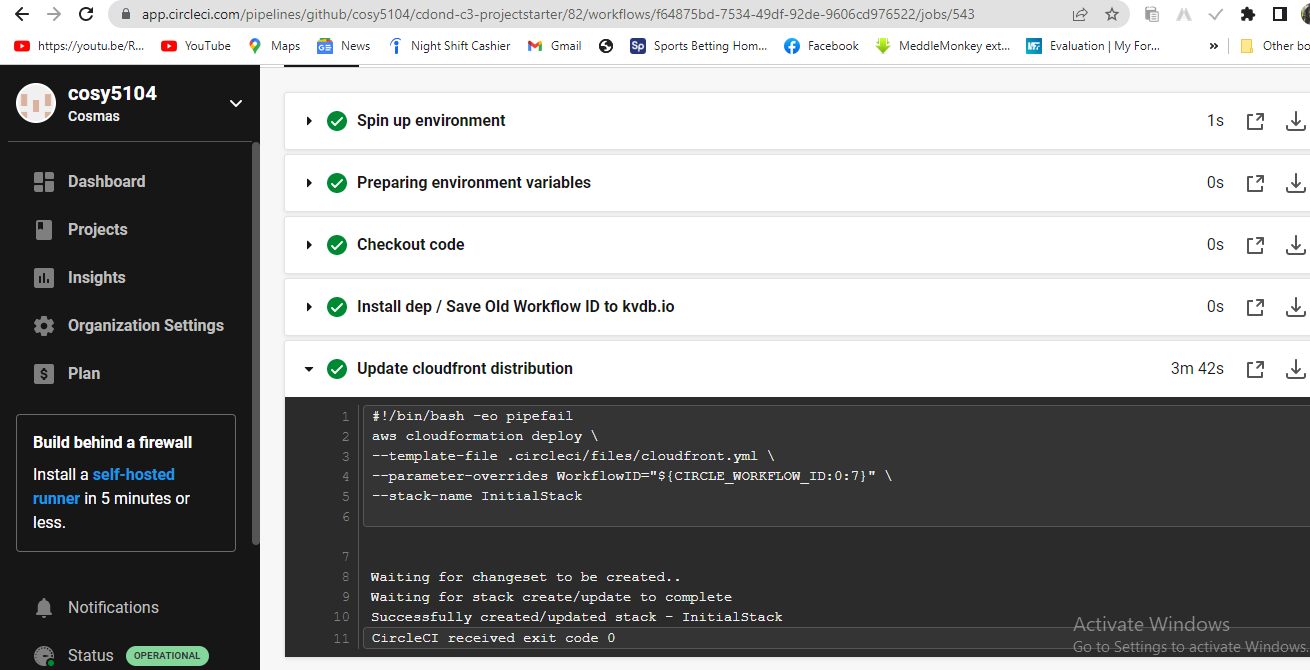 app.circleci.com/pipelines/github/cosy5104/cdond-c3-projectstarter/82/workflows/f64875bd-7534-49df-92de-9606cd976522/jobs/543
https://youtu.be/R... YouTube Maps News Night Shift Cashier Gmail Sports Betting Hom... Facebook MeddleMonkey ext... Evaluation | My For... » Other bo
cosy5104
Cosmas
Dashboard
Projects
Insights
Organization Settings
Plan
Build behind a firewall
Install a self-hosted
runner in 5 minutes or
less.
Notifications
Status OPERATIONAL
Spin up environment 1s
Preparing environment variables 0s
Checkout code 0s
Install dep / Save Old Workflow ID to kvdb.io 0s
Update cloudfront distribution 3m 42s
1 #!/bin/bash -eo pipefail
2 aws cloudformation deploy \
3 --template-file .circleci/files/cloudfront.yml \
4 --parameter-overrides WorkflowID="${CIRCLE_WORKFLOW_ID:0:7}" \
5 --stack-name InitialStack
6
7
8 Waiting for changeset to be created..
9 Waiting for stack create/update to complete
10 Successfully created/updated stack - InitialStack
11 CircleCI received exit code 0
Activate Windows
Go to Settings to activate Windows.